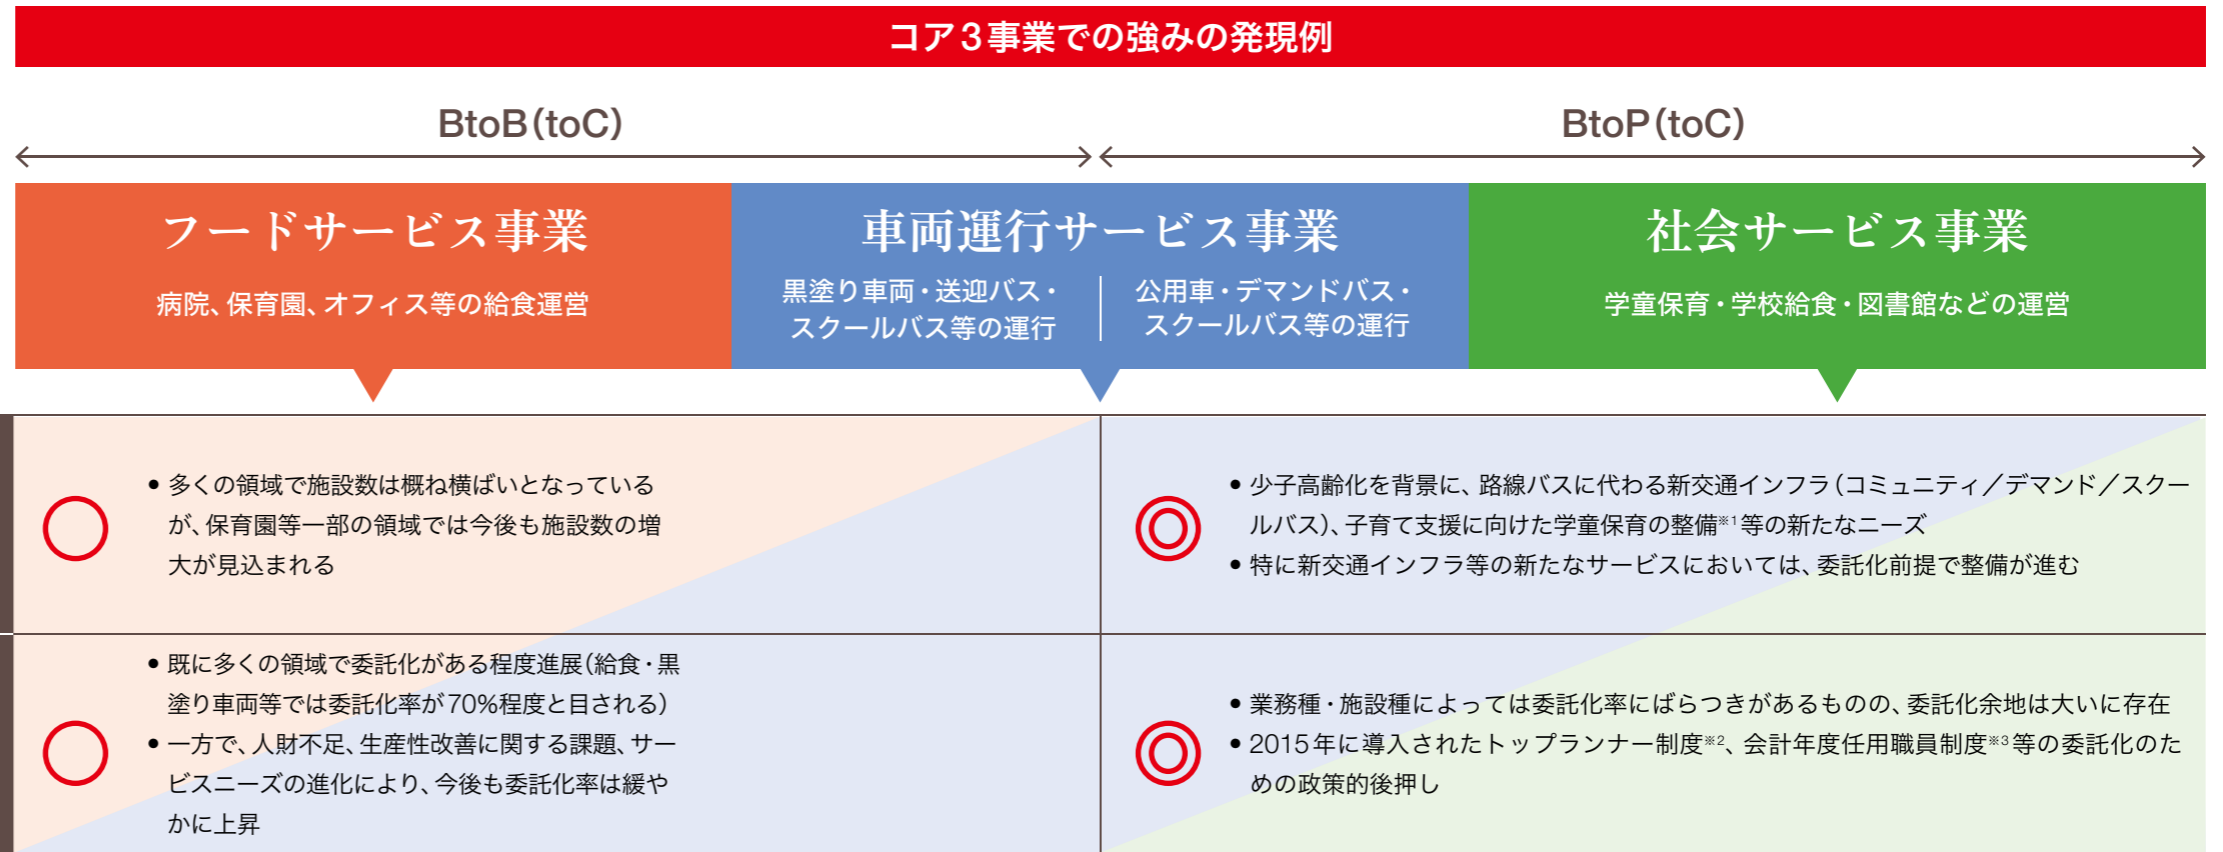 コア3事業での強みの発現例
BtoB(toC)
BtoP(toC)
フードサービス事業
病院、保育園、オフィス等の給食運営
車両運行サービス事業
黒塗り車両・送迎バス・
スクールバス等の運行
公用車・デマンドバス・
スクールバス等の運行
社会サービス事業
学童保育・学校給食・図書館などの運営
●多くの領域で施設数は概ね横ばいとなっている
が、保育園等一部の領域では今後も施設数の増
大が見込まれる
●少子高齢化を背景に、路線バスに代わる新交通インフラ(コミュニティ/デマンド/スクー
ルバス)、子育て支援に向けた学童保育の整備※1等の新たなニーズ
●特に新交通インフラ等の新たなサービスにおいては、委託化前提で整備が進む
●既に多くの領域で委託化がある程度進展(給食・黒
塗り車両等では委託化率が70%程度と目される)
●一方で、人財不足、生産性改善に関する課題、サー
ビスニーズの進化により、今後も委託化率は緩や
かに上昇
●業務種・施設種によっては委託化率にばらつきがあるものの、委託化余地は大いに存在
●2015年に導入されたトップランナー制度※2、会計年度任用職員制度※3等の委託化のた
めの政策的後押し